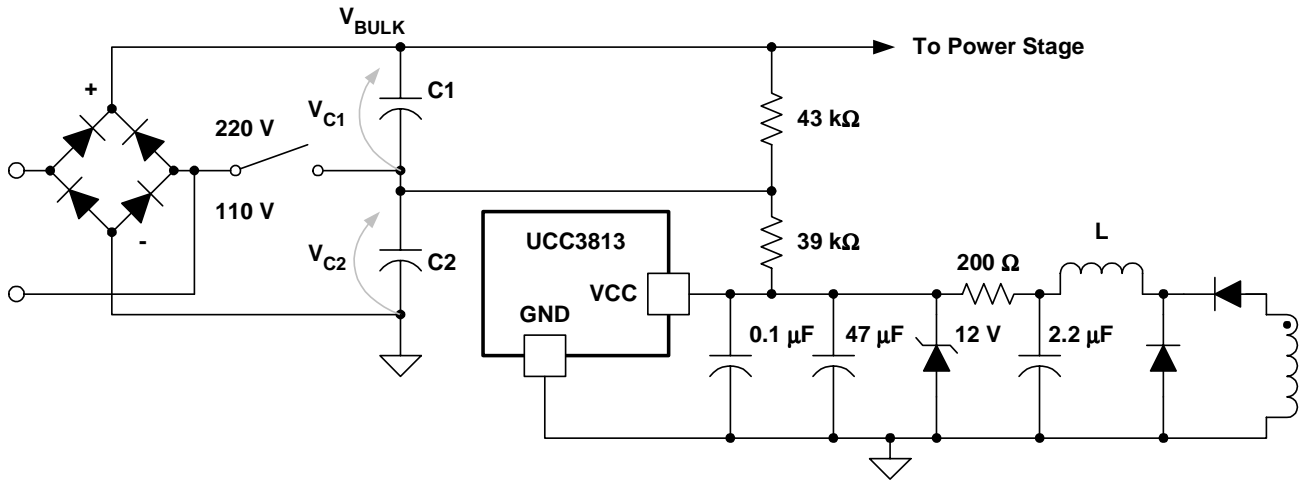 VBULK
To Power Stage
+
C1
VC1
43 kΩ
220 V
110 V
-
VC2
C2
UCC3813
39 kΩ
VCC
GND
200 Ω
L
0.1 μF
47 μF
12 V
2.2 μF